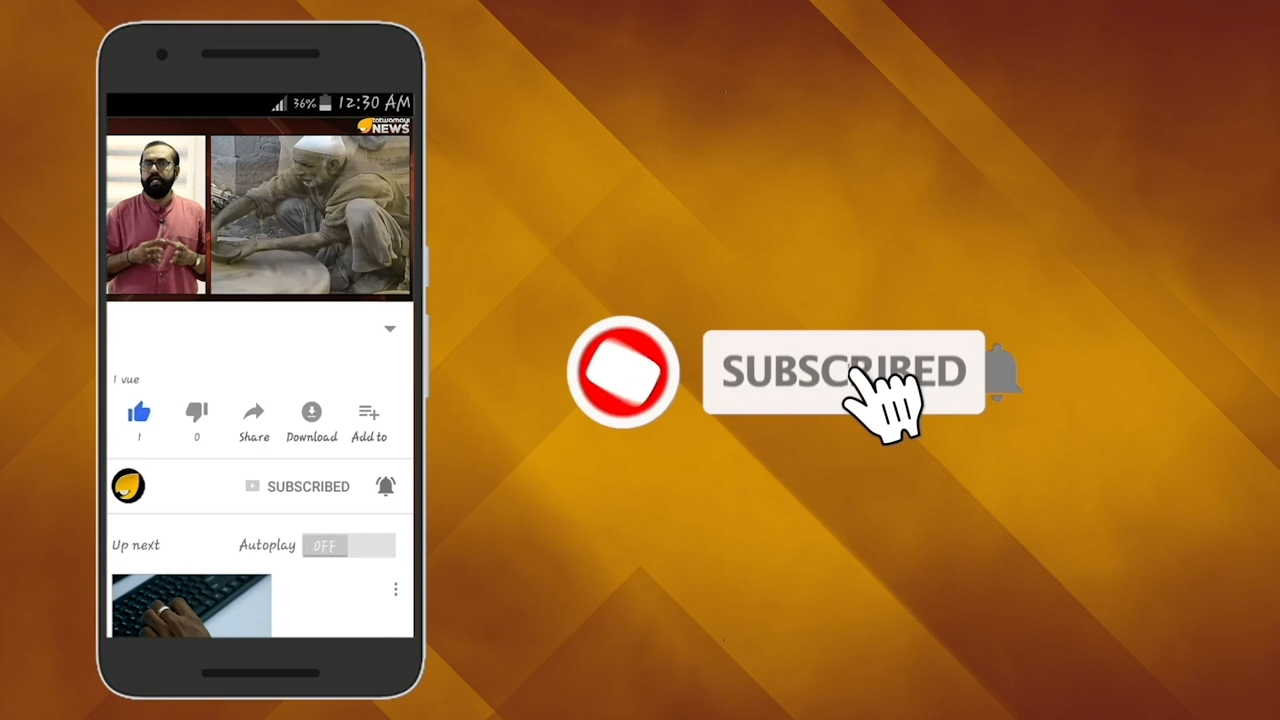 36% 12:30 AM
tatwamayi
NEWS
1 vue
1
0
Share
Download
Add to
SUBSCRIBED
Up next
Autoplay
OFF
SUBSCRIBED